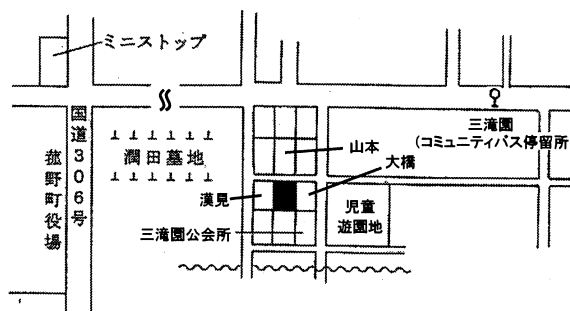 ミニストップ
国道306号
菰野町役場
潤田墓地
三滝園
(コミュニティバス停留所
山本
大橋
漢見
児童
遊園地
三滝園公会所